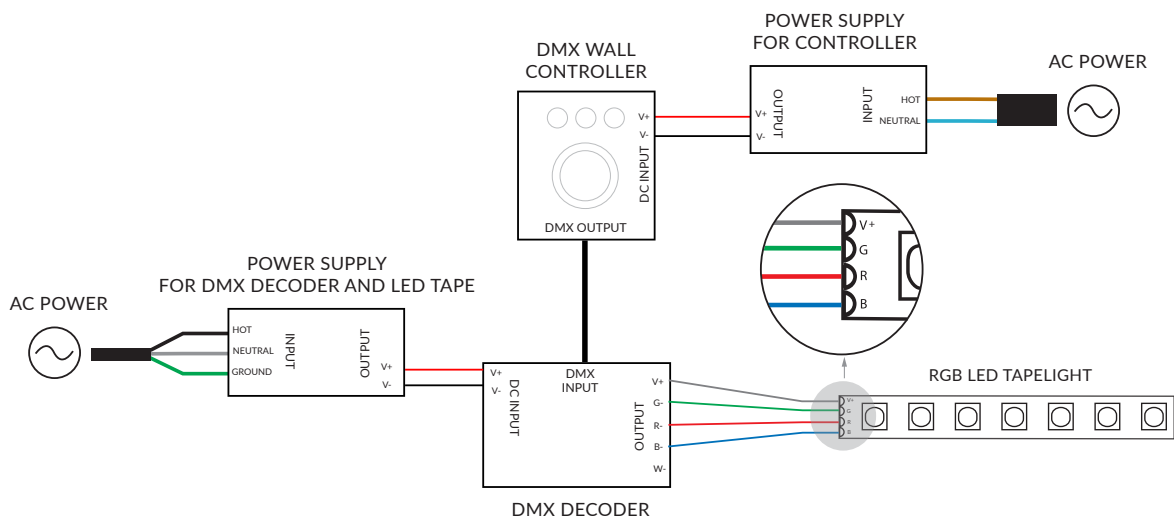 POWER SUPPLY
FOR CONTROLLER
DMX WALL
CONTROLLER
AC POWER
V+
V-
DC INPUT
DMX OUTPUT
V+
V-
OUTPUT
INPUT
HOT
NEUTRAL
V+
G
R
B
POWER SUPPLY
FOR DMX DECODER AND LED TAPE
AC POWER
HOT
NEUTRAL
GROUND
INPUT
OUTPUT
V+
V-
V+
V-
DC INPUT
DMX
INPUT
OUTPUT
V+
G-
R-
B-
W-
DMX DECODER
RGB LED TAPELIGHT
V+
G
R
B